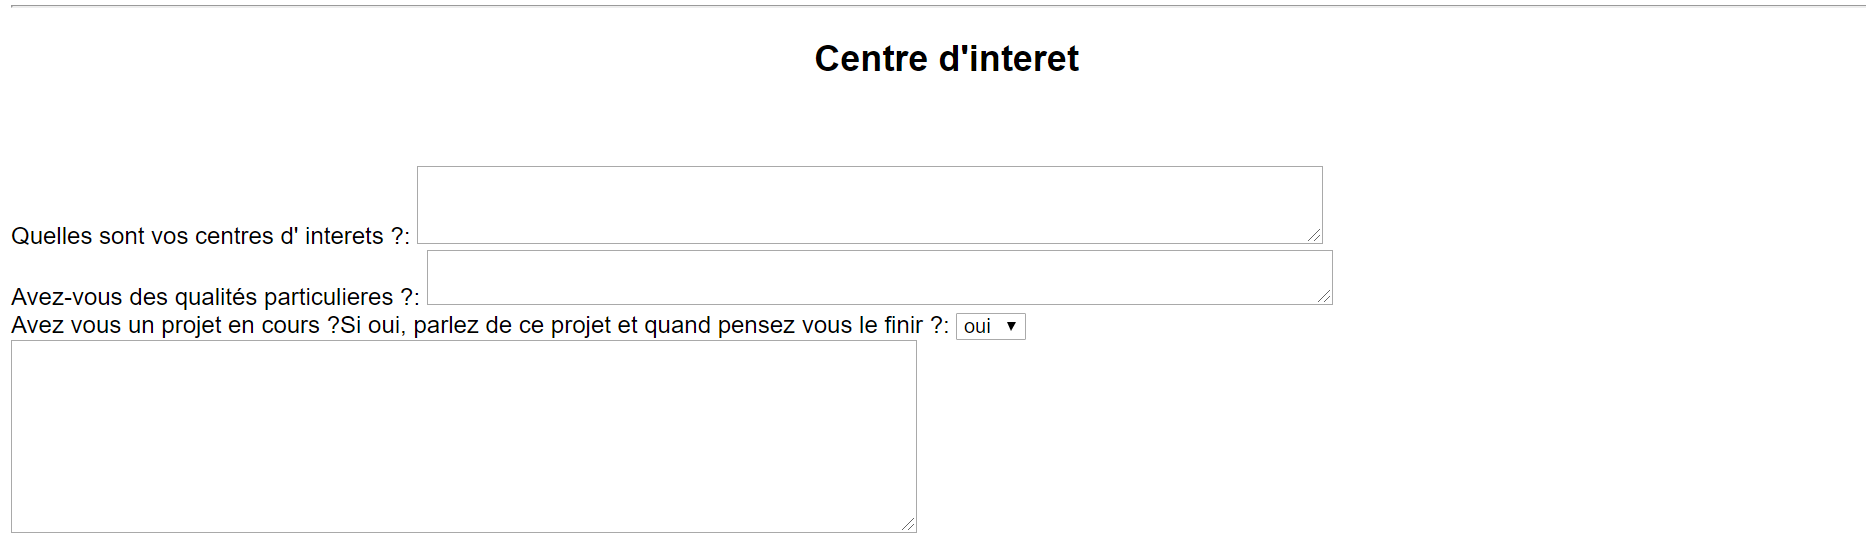 Centre d'interet
Quelles sont vos centres d' interets ?:
Avez-vous des qualités particulieres ?:
Avez vous un projet en cours ?Si oui, parlez de ce projet et quand pensez vous le finir ?: oui